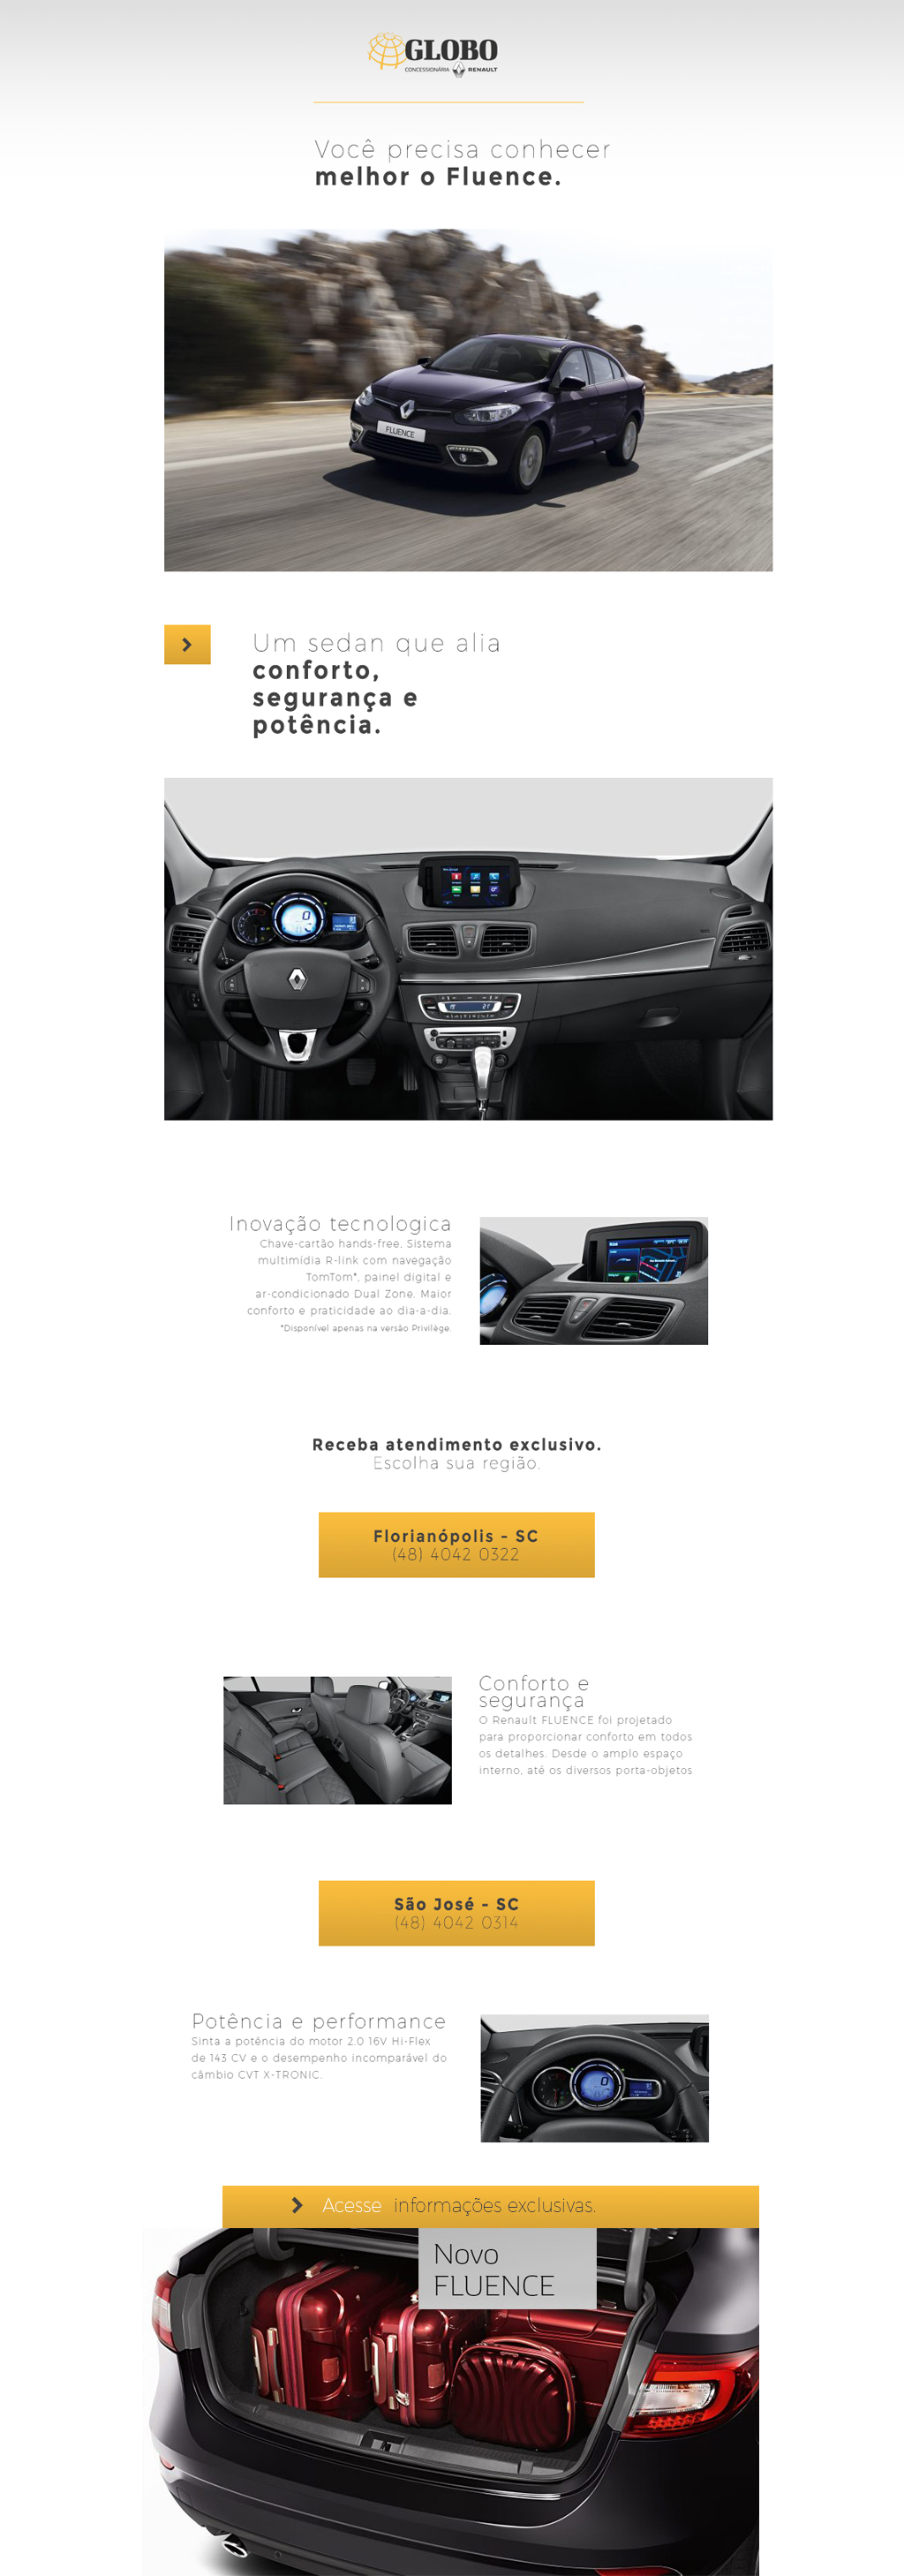 GLOBO
CONCESSIONÁRIA RENAULT
Você precisa conhecer
melhor o Fluence.
FLUENCE
Um sedan que alia
conforto,
segurança e
potência.
Inovação tecnologica
Chave-cartão hands-free, Sistema
multimídia R-link com navegação
TomTom*, painel digital e
ar-condicionado Dual Zone. Maior
conforto e praticidade ao dia-a-dia.
*Disponível apenas na versão Privilège.
Receba atendimento exclusivo.
Escolha sua região.
Florianópolis - SC
(48) 4042 0322
Conforto e
segurança
O Renault FLUENCE foi projetado
para proporcionar conforto em todos
os detalhes. Desde o amplo espaço
interno, até os diversos porta-objetos
São José - SC
(48) 4042 0314
Potência e performance
Sinta a potência do motor 2.0 16V Hi-Flex
de 143 CV e o desempenho incomparável do
câmbio CVT X-TRONIC.
Acesse informações exclusivas.
Novo
FLUENCE